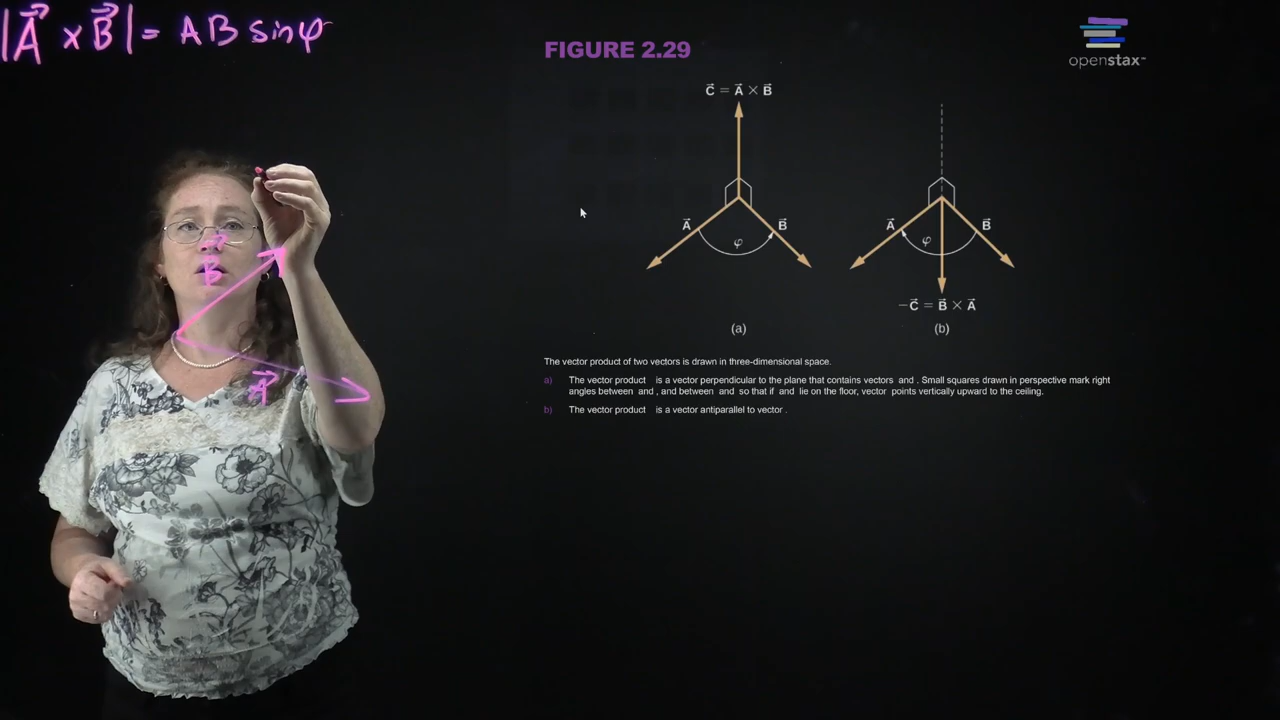 |A⃗ × B⃗| = AB sinφ
FIGURE 2.29
openstax™
C⃗ = A⃗ × B⃗
A⃗
B⃗
φ
(a)
A⃗
B⃗
φ
−C⃗ = B⃗ × A⃗
(b)
B⃗
A⃗
The vector product of two vectors is drawn in three-dimensional space.
a) The vector product is a vector perpendicular to the plane that contains vectors and . Small squares drawn in perspective mark right
angles between and , and between and so that if and lie on the floor, vector points vertically upward to the ceiling.
b) The vector product is a vector antiparallel to vector .